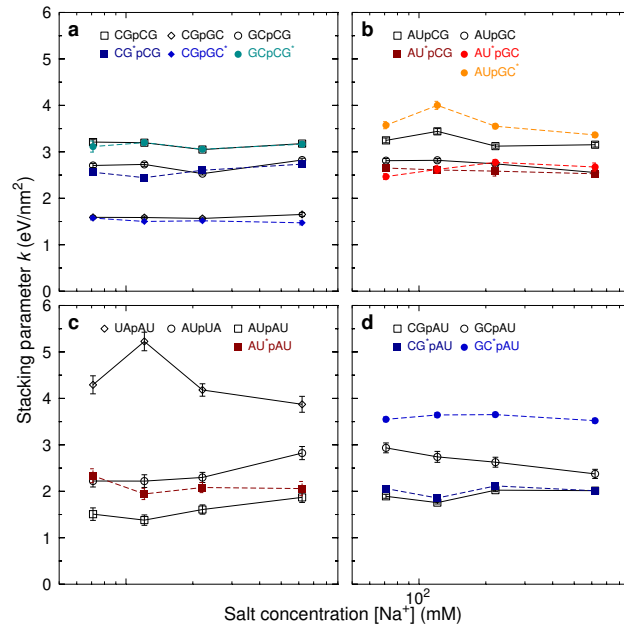 a CGpCG CGpGC GCpCG
CG*pCG CGpGC* GCpCG*
b AUpCG AUpGC
AU*pCG AU*pGC
AUpGC*
6
5
4
3
2
1
0
c UApAU AUpUA AUpAU
AU*pAU
d CGpAU GCpAU
CG*pAU GC*pAU
6
5
4
3
2
1
0
10²
Stacking parameter k (eV/nm²)
Salt concentration [Na⁺] (mM)